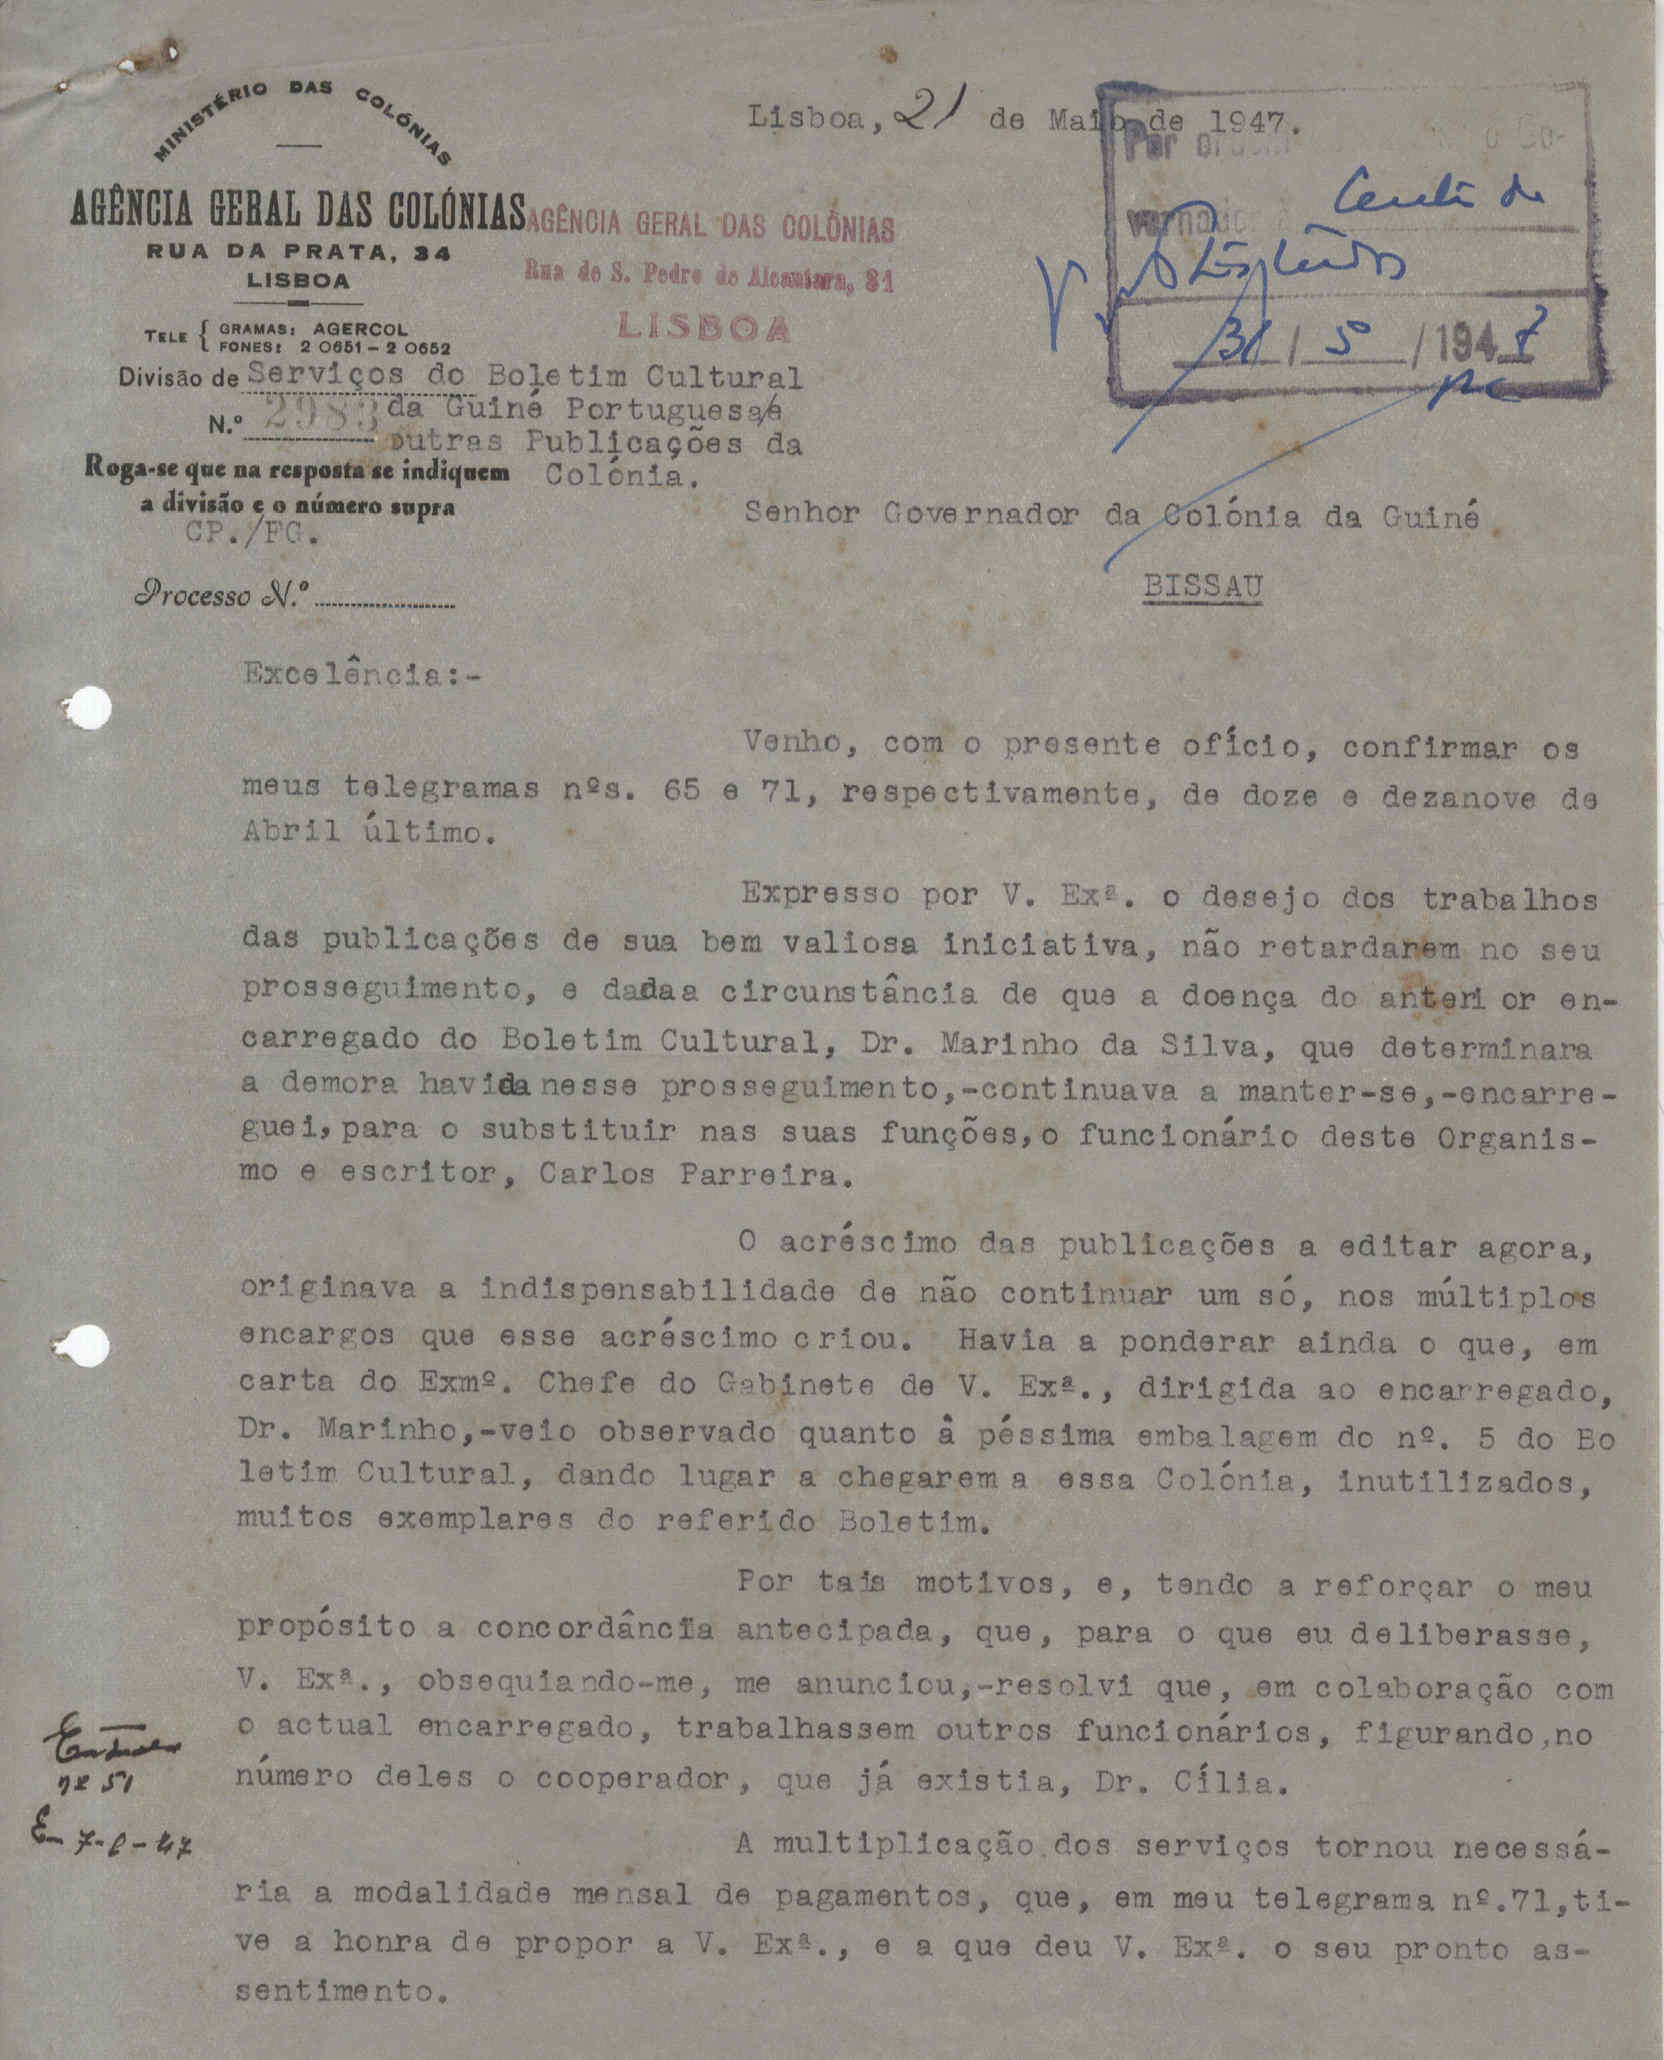 MINISTÉRIO DAS COLÓNIAS
AGÊNCIA GERAL DAS COLÓNIAS
RUA DA PRATA, 34
LISBOA
TELE { GRAMAS: AGERCOL
FONES: 2 0651 – 2 0652
AGÊNCIA GERAL DAS COLÓNIAS
Rua de S. Pedro de Alcantara, 81
LISBOA
Lisboa, 21 de Maio de 1947.
Por
31 / 5 / 1947
Divisão de Serviços do Boletim Cultural
da Guiné Portuguesa/e
N.º 2983 outras Publicações da
Colónia.
Roga-se que na resposta se indiquem
a divisão e o número supra
CP./FG.
Processo N.º
Senhor Governador da Colónia da Guiné
BISSAU
Excelência:-
Venho, com o presente ofício, confirmar os
meus telegramas nºs. 65 e 71, respectivamente, de doze e dezanove de
Abril último.
Expresso por V. Exª. o desejo dos trabalhos
das publicações de sua bem valiosa iniciativa, não retardarem no seu
prosseguimento, e dada a circunstância de que a doença do anterior en-
carregado do Boletim Cultural, Dr. Marinho da Silva, que determinara
a demora havida nesse prosseguimento,-continuava a manter-se,-encarre-
guei, para o substituir nas suas funções, o funcionário deste Organis-
mo e escritor, Carlos Parreira.
O acréscimo das publicações a editar agora,
originava a indispensabilidade de não continuar um só, nos múltiplos
encargos que esse acréscimo criou. Havia a ponderar ainda o que, em
carta do Exmº. Chefe do Gabinete de V. Exª., dirigida ao encarregado,
Dr. Marinho,-veio observado quanto â péssima embalagem do nº. 5 do Bo
letim Cultural, dando lugar a chegarem a essa Colónia, inutilizados,
muitos exemplares do referido Boletim.
Por tais motivos, e, tendo a reforçar o meu
propósito a concordância antecipada, que, para o que eu deliberasse,
V. Exª., obsequiando-me, me anunciou,-resolvi que, em colaboração com
o actual encarregado, trabalhassem outros funcionários, figurando,no
número deles o cooperador, que já existia, Dr. Cília.
nº 51
Em 7-6-47
A multiplicação dos serviços tornou necessá-
ria a modalidade mensal de pagamentos, que, em meu telegrama nº.71,ti-
ve a honra de propor a V. Exª., e a que deu V. Exª. o seu pronto as-
sentimento.